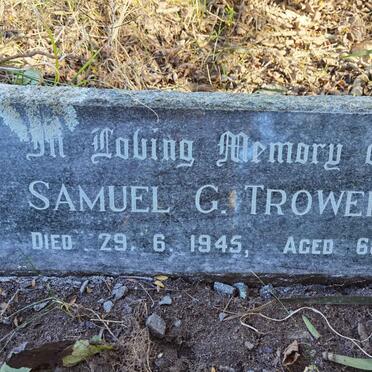 In Loving Memory o
SAMUEL G. TROWE
DIED 29. 6. 1945, AGED 6